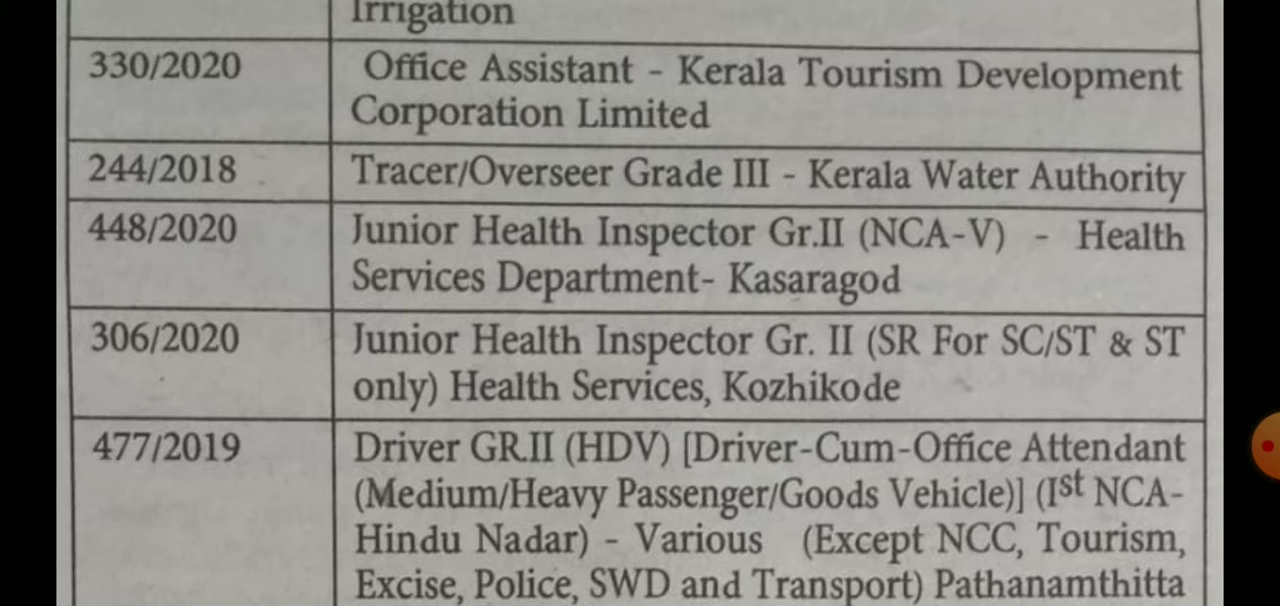 Irrigation
330/2020
Office Assistant - Kerala Tourism Development
Corporation Limited
244/2018
Tracer/Overseer Grade III - Kerala Water Authority
448/2020
Junior Health Inspector Gr.II (NCA-V) - Health
Services Department- Kasaragod
306/2020
Junior Health Inspector Gr. II (SR For SC/ST & ST
only) Health Services, Kozhikode
477/2019
Driver GR.II (HDV) [Driver-Cum-Office Attendant
(Medium/Heavy Passenger/Goods Vehicle)] (Ist NCA-
Hindu Nadar) - Various (Except NCC, Tourism,
Excise, Police, SWD and Transport) Pathanamthitta